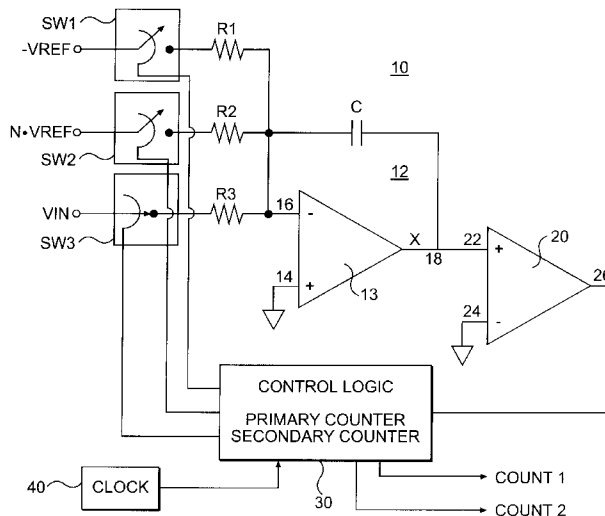 SW1
-VREF
R1
10
N•VREF
R2
C
SW2
12
VIN
R3
16
-
X
18
22
+
20
26
SW3
14
+
13
24
-
CONTROL LOGIC
PRIMARY COUNTER
SECONDARY COUNTER
40
CLOCK
30
COUNT 1
COUNT 2